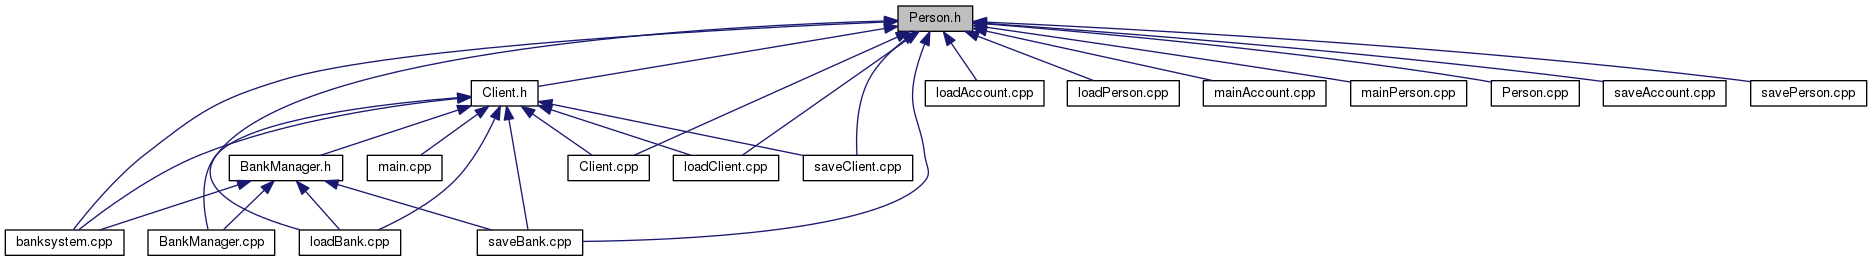 Person.h
Client.h
loadAccount.cpp
loadPerson.cpp
mainAccount.cpp
mainPerson.cpp
Person.cpp
saveAccount.cpp
savePerson.cpp
BankManager.h
main.cpp
Client.cpp
loadClient.cpp
saveClient.cpp
banksystem.cpp
BankManager.cpp
loadBank.cpp
saveBank.cpp